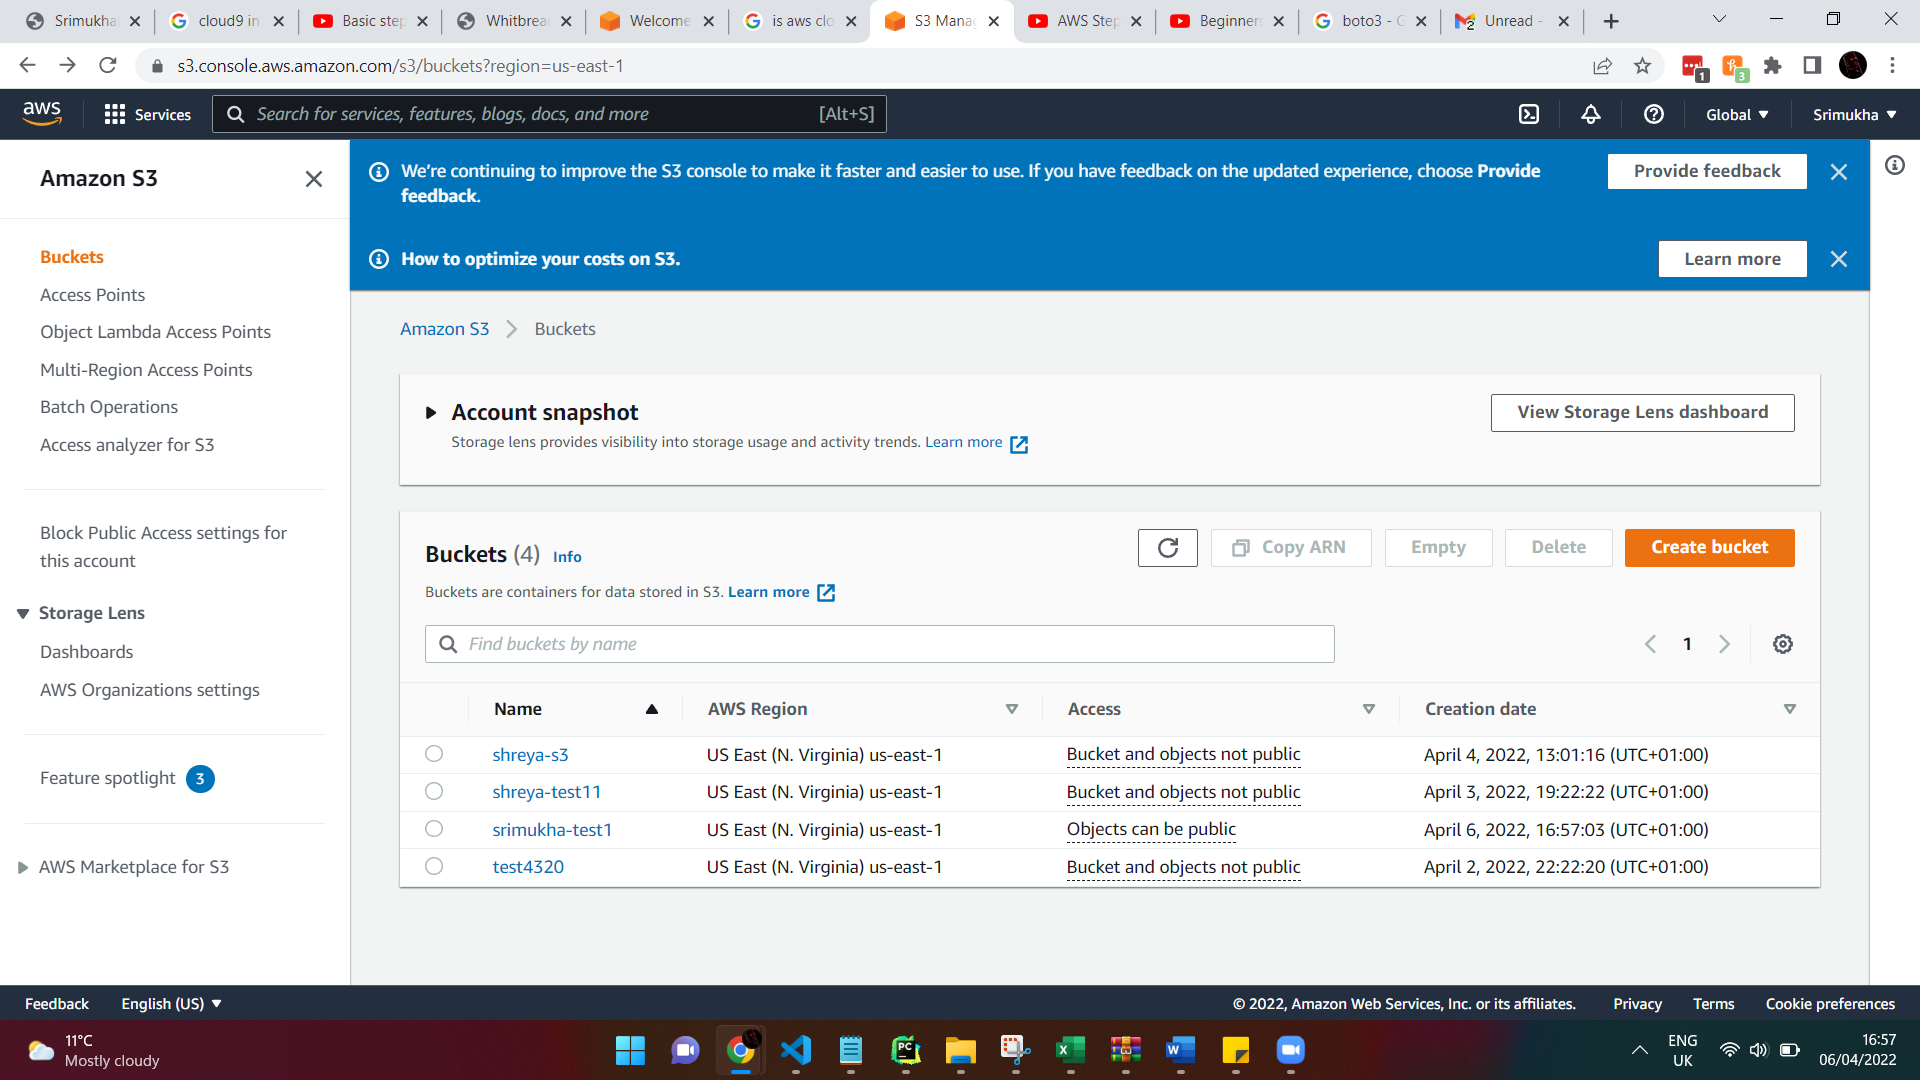 Srimukha
cloud9 in
Basic step
Whitbrea
Welcome
is aws clo
S3 Manag
AWS Step
Beginners
boto3 - G
2
Unread -
s3.console.aws.amazon.com/s3/buckets?region=us-east-1
1
3
aws
Services
Search for services, features, blogs, docs, and more
[Alt+S]
Global
Srimukha
Amazon S3
Buckets
Access Points
Object Lambda Access Points
Multi-Region Access Points
Batch Operations
Access analyzer for S3
Block Public Access settings for
this account
Storage Lens
Dashboards
AWS Organizations settings
Feature spotlight 3
AWS Marketplace for S3
We're continuing to improve the S3 console to make it faster and easier to use. If you have feedback on the updated experience, choose Provide
feedback.
Provide feedback
How to optimize your costs on S3.
Learn more
Amazon S3
Buckets
Account snapshot
Storage lens provides visibility into storage usage and activity trends. Learn more
View Storage Lens dashboard
Buckets (4) Info
Copy ARN
Empty
Delete
Create bucket
Buckets are containers for data stored in S3. Learn more
Find buckets by name
1
Name AWS Region Access Creation date
shreya-s3 US East (N. Virginia) us-east-1 Bucket and objects not public April 4, 2022, 13:01:16 (UTC+01:00)
shreya-test11 US East (N. Virginia) us-east-1 Bucket and objects not public April 3, 2022, 19:22:22 (UTC+01:00)
srimukha-test1 US East (N. Virginia) us-east-1 Objects can be public April 6, 2022, 16:57:03 (UTC+01:00)
test4320 US East (N. Virginia) us-east-1 Bucket and objects not public April 2, 2022, 22:22:20 (UTC+01:00)
Feedback
English (US)
© 2022, Amazon Web Services, Inc. or its affiliates.
Privacy
Terms
Cookie preferences
11°C
Mostly cloudy
PC
X
W
ENG
UK
16:57
06/04/2022